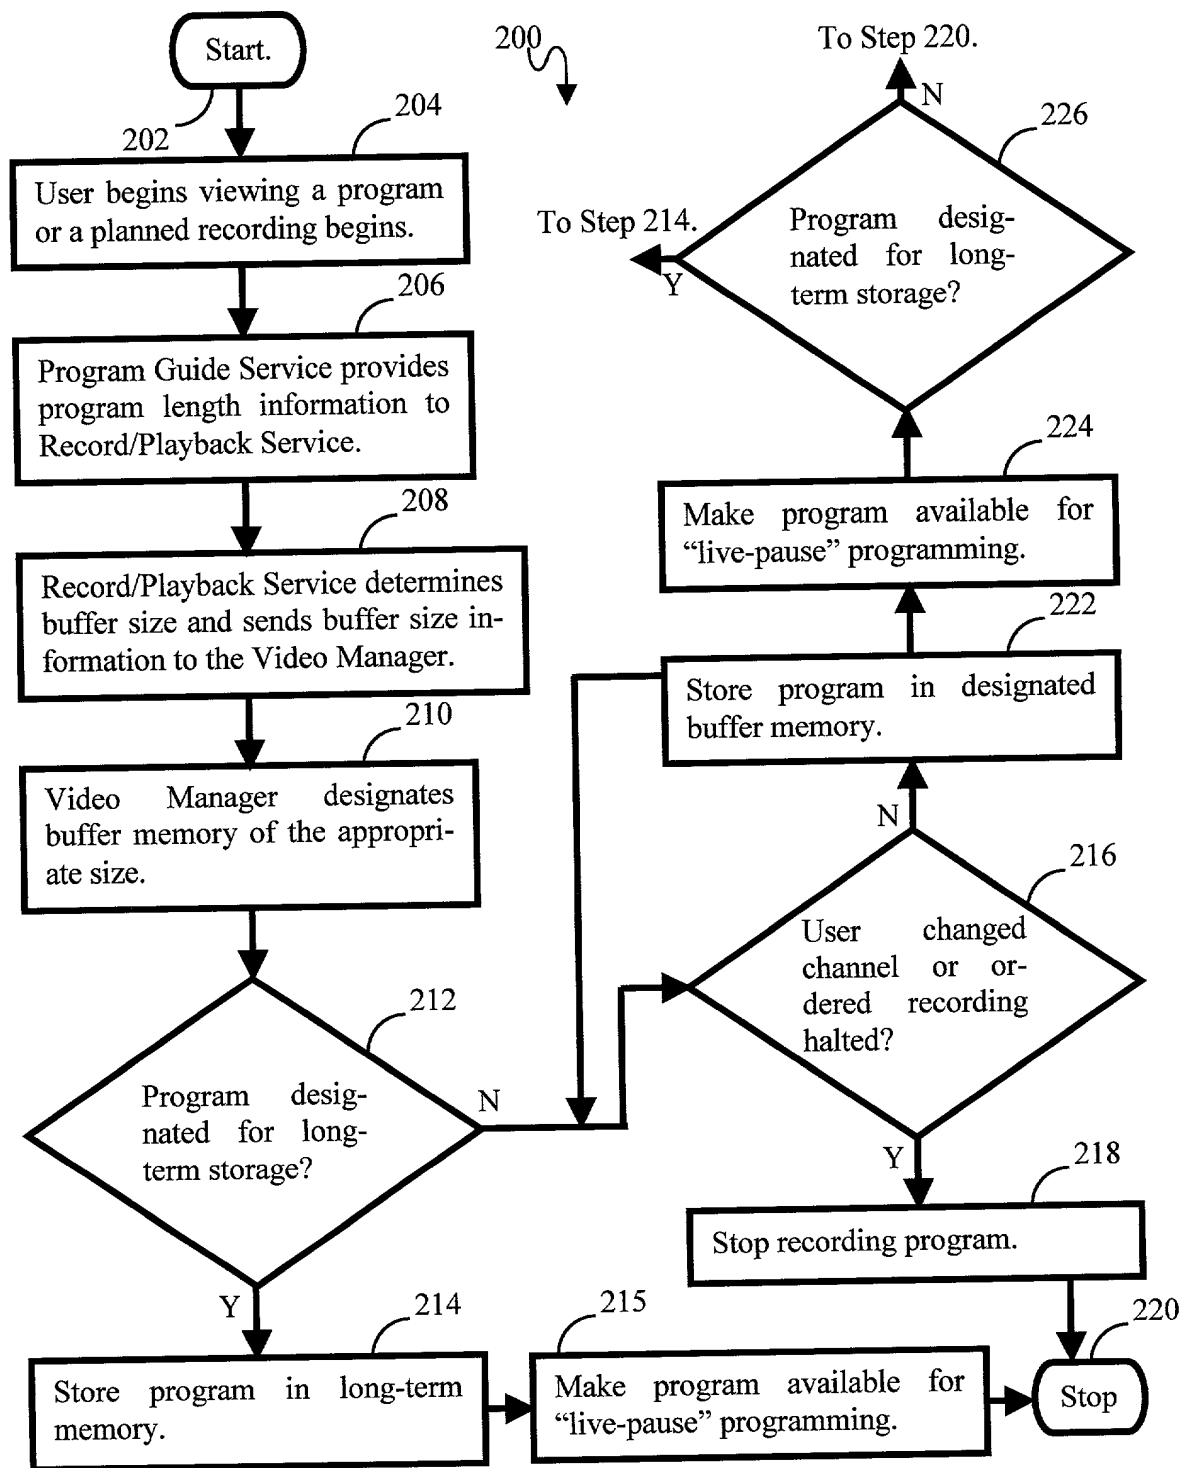 Start.
202
204
User begins viewing a program
or a planned recording begins.
206
Program Guide Service provides
program length information to
Record/Playback Service.
208
Record/Playback Service determines
buffer size and sends buffer size in-
formation to the Video Manager.
210
Video Manager designates
buffer memory of the appropri-
ate size.
212
Program desig-
nated for long-
term storage?
N
Y
214
Store program in long-term
memory.
215
Make program available for
“live-pause” programming.
200
To Step 220.
N
226
To Step 214.
Y
Program desig-
nated for long-
term storage?
224
Make program available for
“live-pause” programming.
222
Store program in designated
buffer memory.
N
216
User changed
channel or or-
dered recording
halted?
Y
218
Stop recording program.
220
Stop